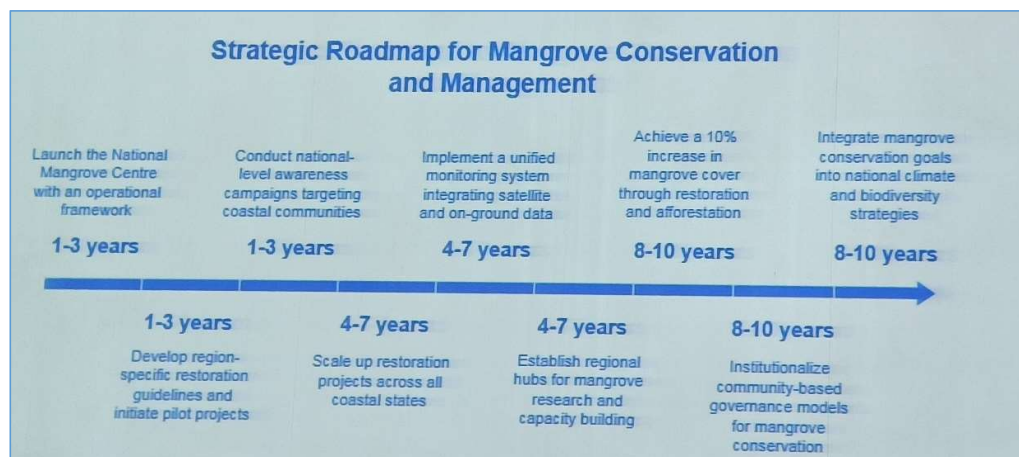 Strategic Roadmap for Mangrove Conservation
and Management
Launch the National
Mangrove Centre
with an operational
framework
1-3 years
Conduct national-
level awareness
campaigns targeting
coastal communities
1-3 years
Implement a unified
monitoring system
integrating satellite
and on-ground data
4-7 years
Achieve a 10%
increase in
mangrove cover
through restoration
and afforestation
8-10 years
Integrate mangrove
conservation goals
into national climate
and biodiversity
strategies
8-10 years
1-3 years
Develop region-
specific restoration
guidelines and
initiate pilot projects
4-7 years
Scale up restoration
projects across all
coastal states
4-7 years
Establish regional
hubs for mangrove
research and
capacity building
8-10 years
Institutionalize
community-based
governance models
for mangrove
conservation